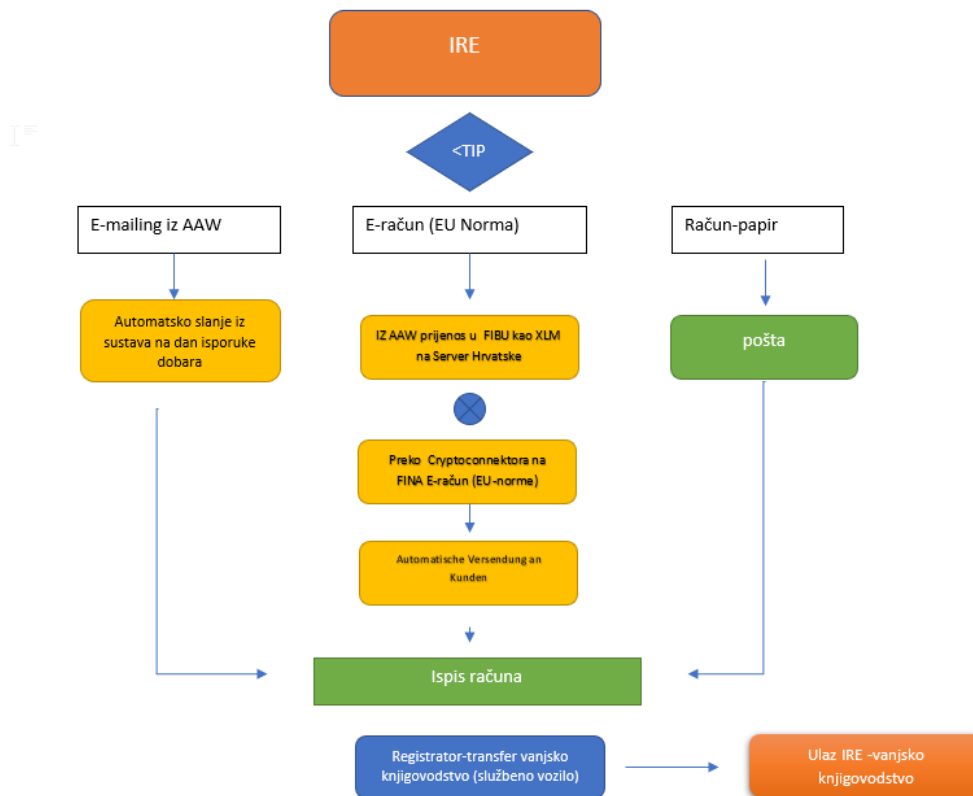 IRE
<TIP
E-mailing iz AAW
E-račun (EU Norma)
Račun-papir
Automatsko slanje iz
sustava na dan isporuke
dobara
IZ AAW prijenos u FIBU kao XLM
na Server Hrvatske
pošta
Preko Cryptoconnektora na
FINA E-račun (EU-norme)
Automatische Versendung an
Kunden
Ispis računa
Registrator-transfer vanjsko
knjigovodstvo (službeno vozilo)
Ulaz IRE -vanjsko
knjigovodstvo